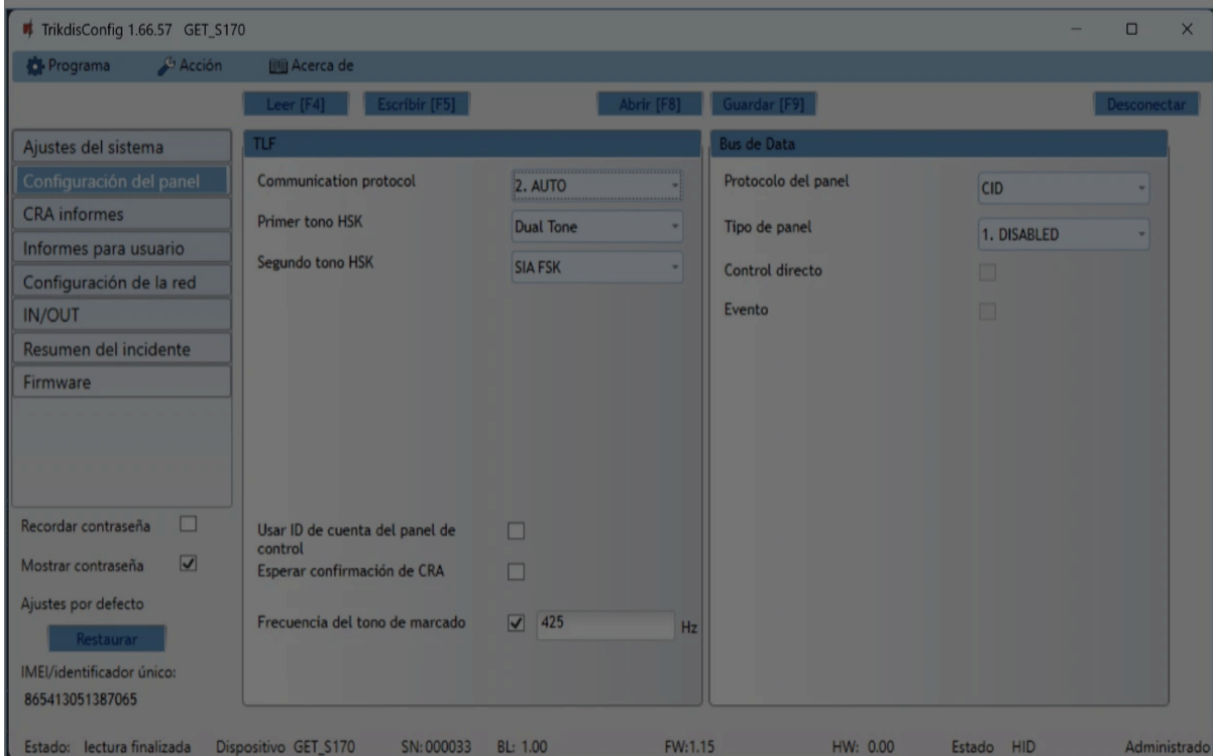 TrikdisConfig 1.66.57 GET_S170
Programa Acción Acerca de
Leer [F4] Escribir [F5] Abrir [F8] Guardar [F9] Desconectar
Ajustes del sistema
Configuración del panel
CRA informes
Informes para usuario
Configuración de la red
IN/OUT
Resumen del incidente
Firmware
Recordar contraseña
Mostrar contraseña
Ajustes por defecto
Restaurar
IMEI/identificador único:
865413051387065
TLF
Communication protocol 2. AUTO
Primer tono HSK Dual Tone
Segundo tono HSK SIA FSK
Usar ID de cuenta del panel de
control
Esperar confirmación de CRA
Frecuencia del tono de marcado 425 Hz
Bus de Data
Protocolo del panel CID
Tipo de panel 1. DISABLED
Control directo
Evento
Estado: lectura finalizada Dispositivo GET_S170 SN: 000033 BL: 1.00 FW:1.15 HW: 0.00 Estado HID Administrado